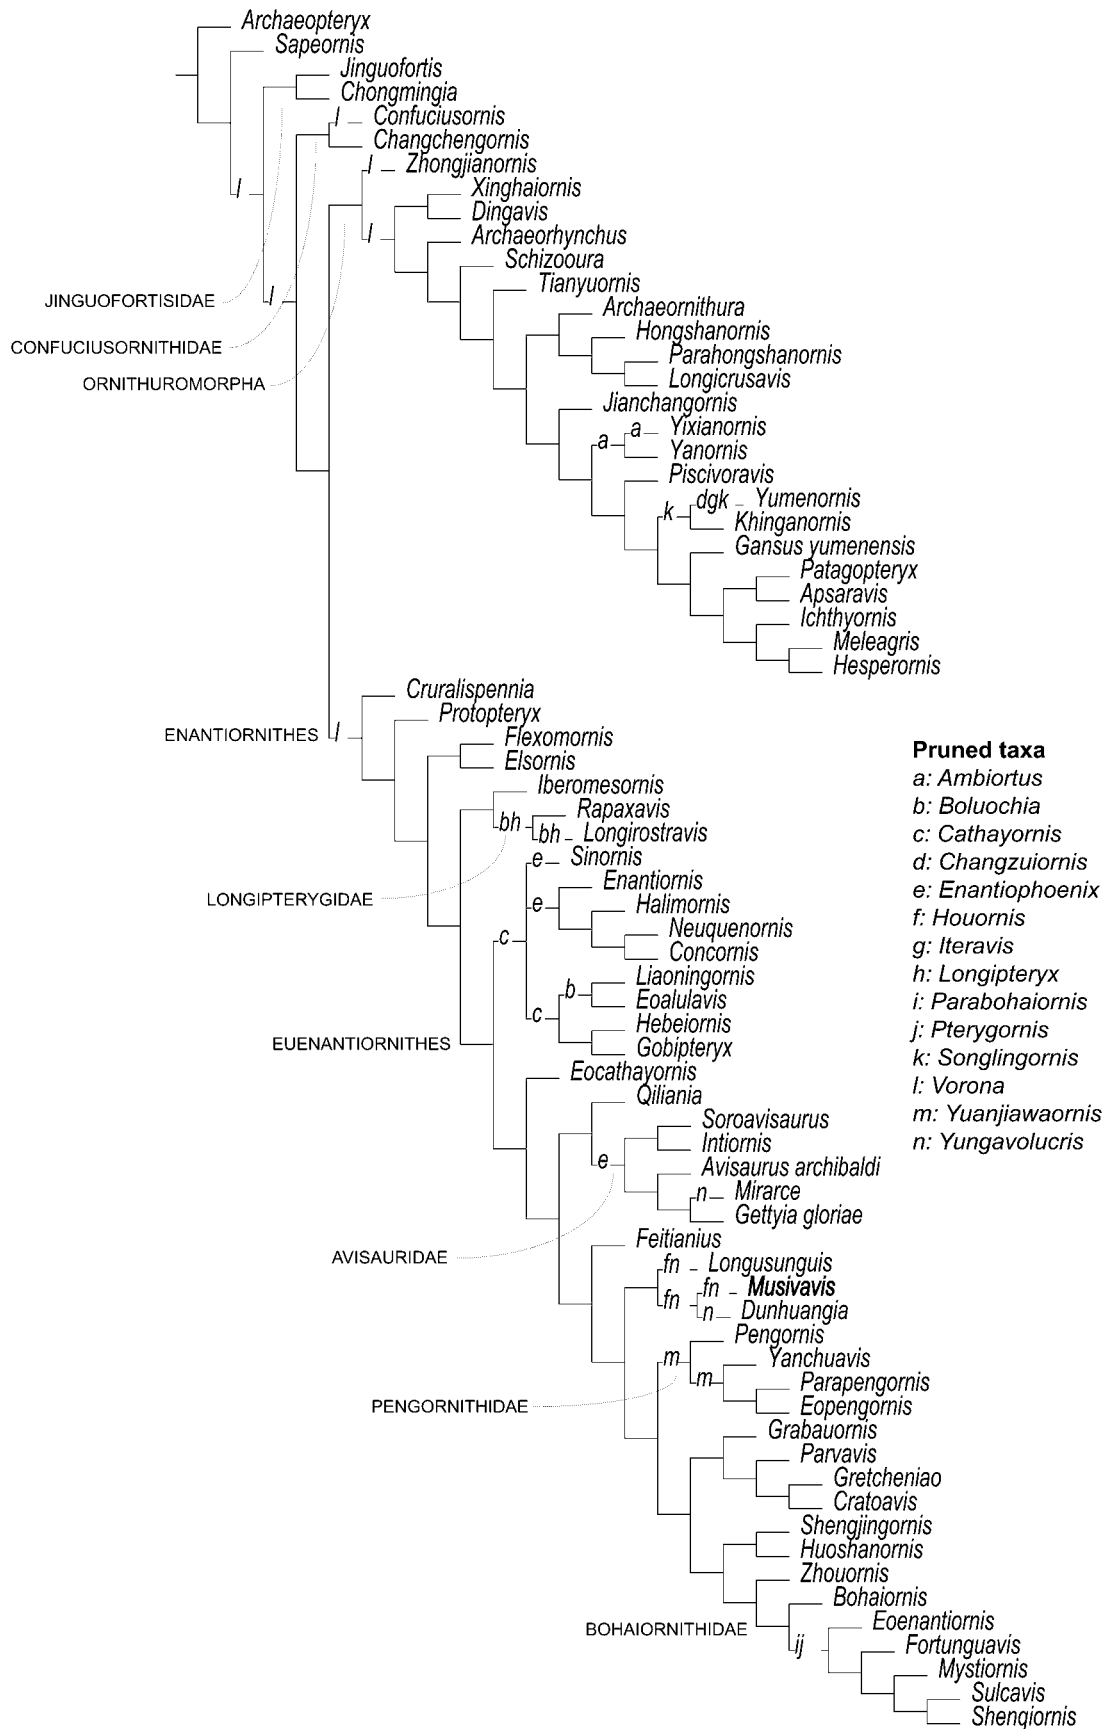 Archaeopteryx
Sapeornis
Jinguofortis
Chongmingia
l Confuciusornis
Changchengornis
l Zhongjianornis
Xinghaiornis
l
Dingavis
l Archaeorhynchus
Schizooura
Tianyuornis
JINGUOFORTISIDAE l
Archaeornithura
Hongshanornis
CONFUCIUSORNITHIDAE
Parahongshanornis
ORNITHUROMORPHA
Longicrusavis
Jianchangornis
a Yixianornis
a
Yanornis
Piscivoravis
dgk Yumenornis
k
Khinganornis
Gansus yumenensis
Patagopteryx
Apsaravis
Ichthyornis
Meleagris
Hesperornis
Cruralispennia
Protopteryx
ENANTIORNITHES l
Flexomornis
Elsornis
Iberomesornis
Rapaxavis
bh
bh Longirostravis
e Sinornis
Enantiornis
LONGIPTERYGIDAE
e Halimornis
Neuquenornis
c
Concornis
Liaoningornis
b
Eoalulavis
c Hebeiornis
EUENANTIORNITHES
Gobipteryx
Eocathayornis
Qiliania
Soroavisaurus
Intiornis
e
Avisaurus archibaldi
n Mirarce
Gettyia gloriae
Feitianius
AVISAURIDAE
fn Longusunguis
fn Musivavis
fn
n Dunhuangia
Pengornis
m Yanchuavis
m Parapengornis
PENGORNITHIDAE
Eopengornis
Grabauornis
Parvavis
Gretcheniao
Cratoavis
Shengjingornis
Huoshanornis
Zhouornis
Bohaiornis
BOHAIORNITHIDAE
Eoenantiornis
ij Fortunguavis
Mystiornis
Sulcavis
Shenqiornis
Pruned taxa
a: Ambiortus
b: Boluochia
c: Cathayornis
d: Changzuiornis
e: Enantiophoenix
f: Houornis
g: Iteravis
h: Longipteryx
i: Parabohaiornis
j: Pterygornis
k: Songlingornis
l: Vorona
m: Yuanjiawaornis
n: Yungavolucris